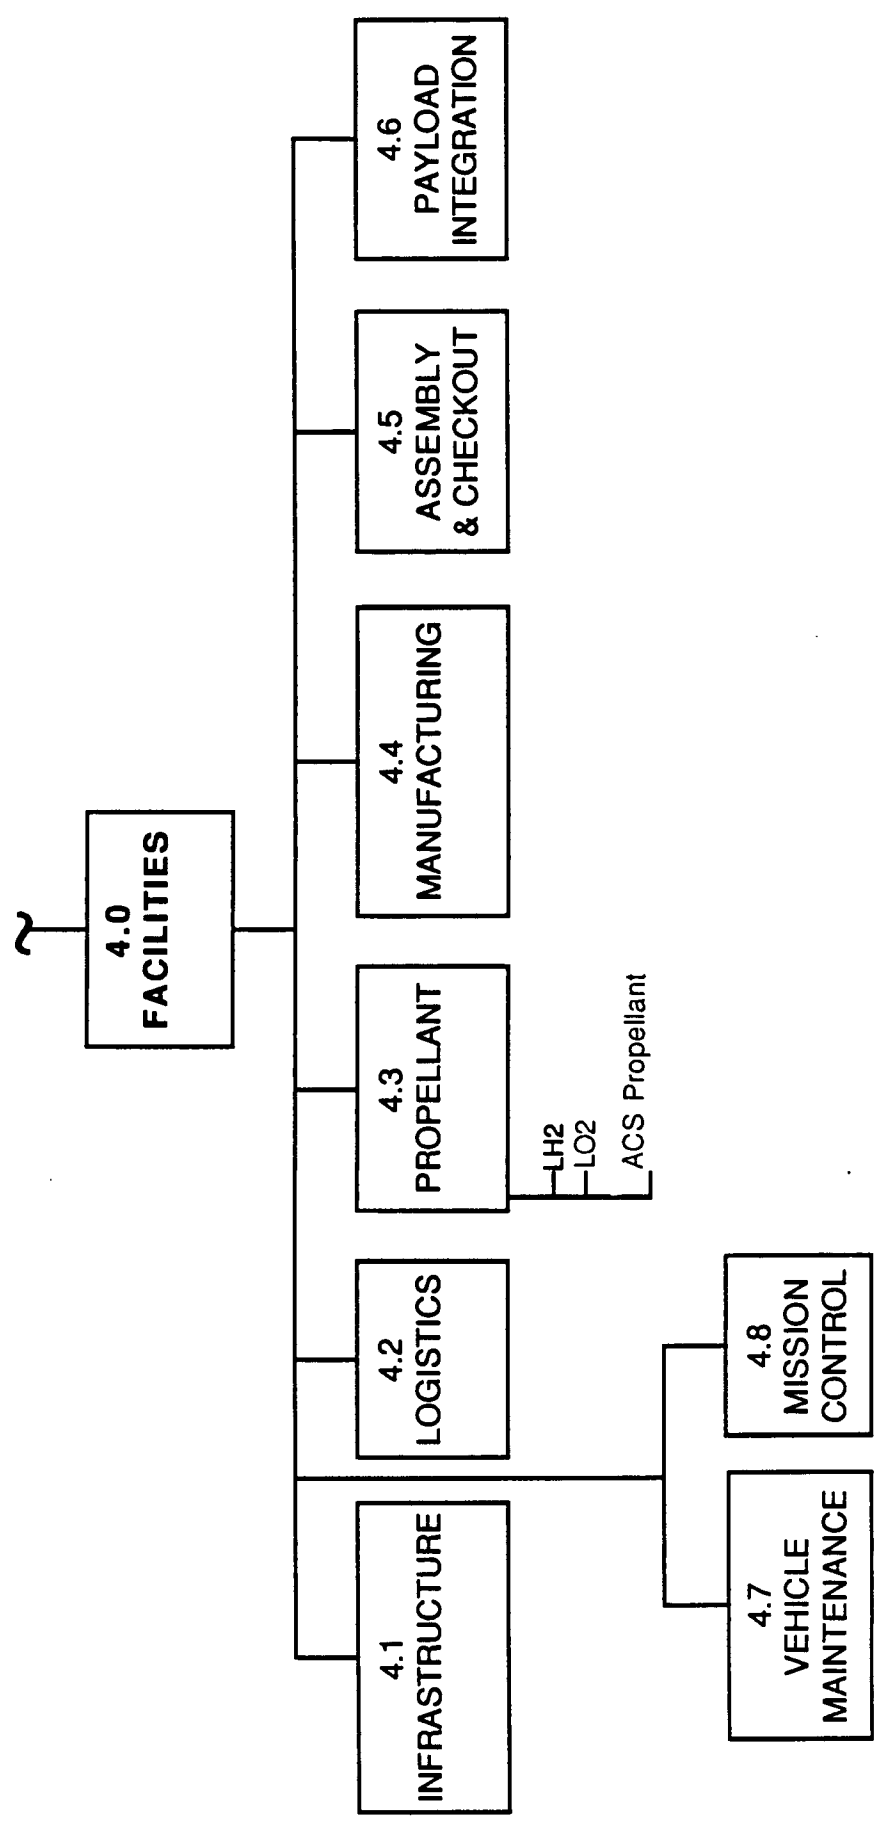 4.0
FACILITIES
4.1
INFRASTRUCTURE
4.2
LOGISTICS
4.3
PROPELLANT
LH2
LO2
ACS Propellant
4.4
MANUFACTURING
4.5
ASSEMBLY
& CHECKOUT
4.6
PAYLOAD
INTEGRATION
4.7
VEHICLE
MAINTENANCE
4.8
MISSION
CONTROL